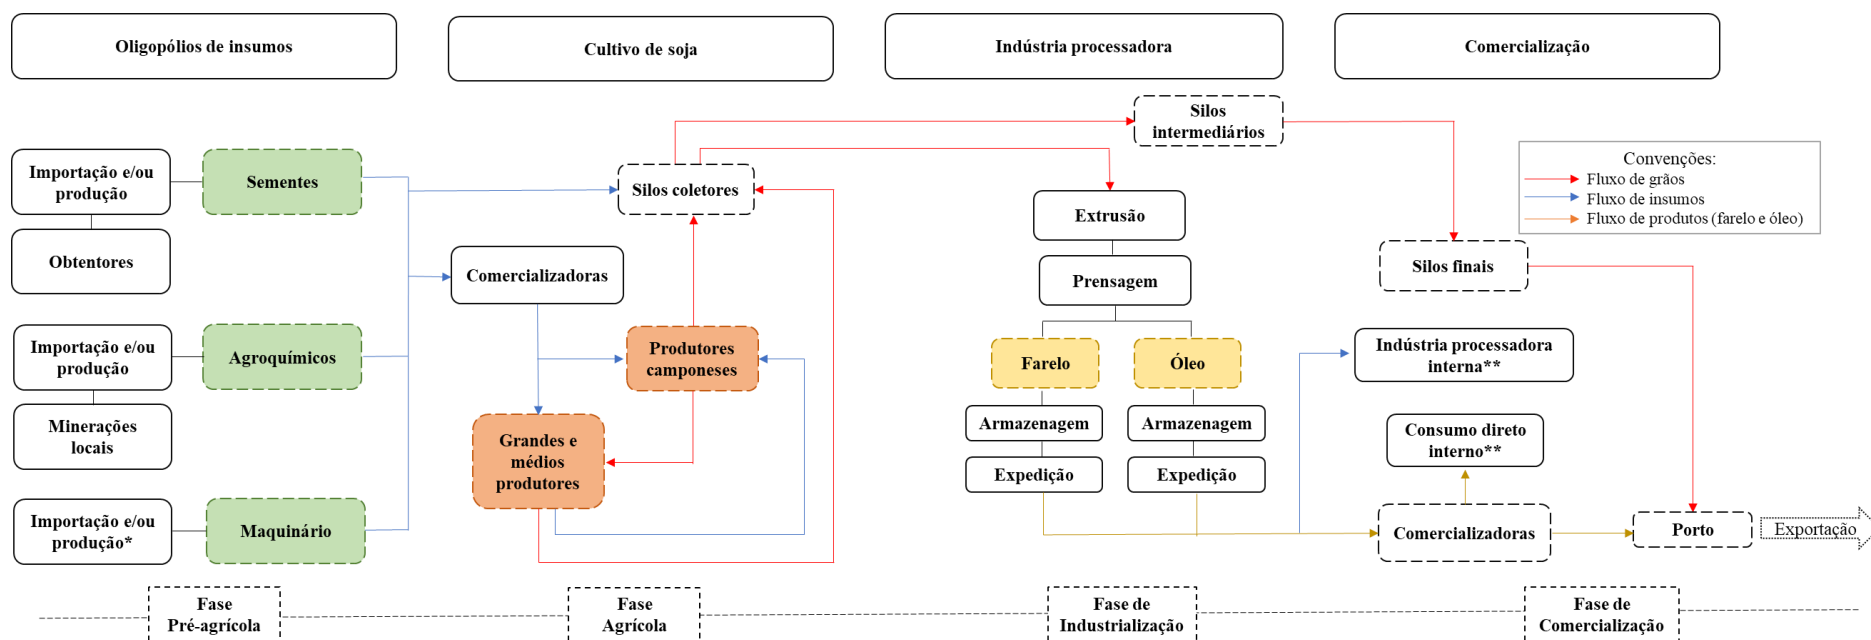 Oligopólios de insumos
Cultivo de soja
Indústria processadora
Comercialização
Importação e/ou
produção
Sementes
Obtentores
Importação e/ou
produção
Agroquímicos
Minerações
locais
Importação e/ou
produção*
Maquinário
Silos coletores
Comercializadoras
Produtores
camponeses
Grandes e
médios
produtores
Silos
intermediários
Extrusão
Prensagem
Farelo
Óleo
Armazenagem
Armazenagem
Expedição
Expedição
Convenções:
Fluxo de grãos
Fluxo de insumos
Fluxo de produtos (farelo e óleo)
Silos finais
Indústria processadora
interna**
Consumo direto
interno**
Comercializadoras
Porto
Exportação
Fase
Pré-agrícola
Fase
Agrícola
Fase de
Industrialização
Fase de
Comercialização